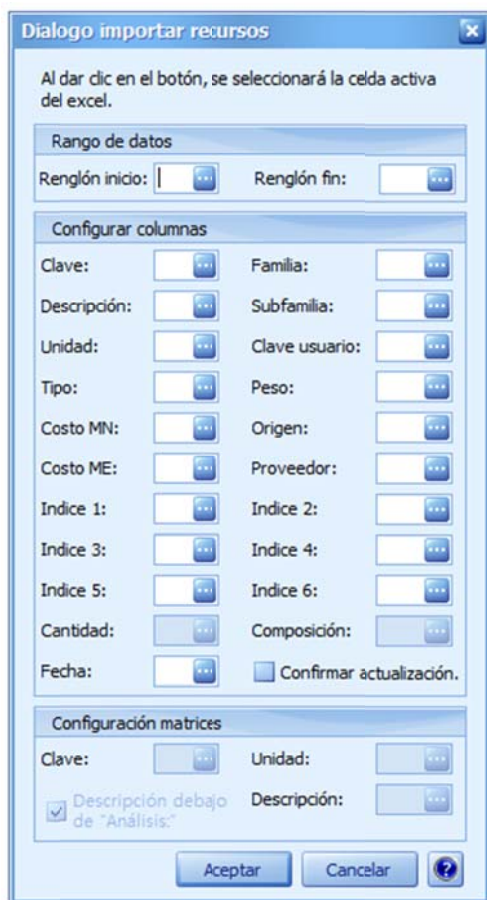 Dialogo importar recursos
Al dar clic en el botón, se seleccionará la celda activa
del excel.
Rango de datos
Renglón inicio: Renglón fin:
Configurar columnas
Clave: Familia:
Descripción: Subfamilia:
Unidad: Clave usuario:
Tipo: Peso:
Costo MN: Origen:
Costo ME: Proveedor:
Indice 1: Indice 2:
Indice 3: Indice 4:
Indice 5: Indice 6:
Cantidad: Composición:
Fecha: Confirmar actualización.
Configuración matrices
Clave: Unidad:
Descripción debajo Descripción:
de "Análisis:"
Aceptar Cancelar ?